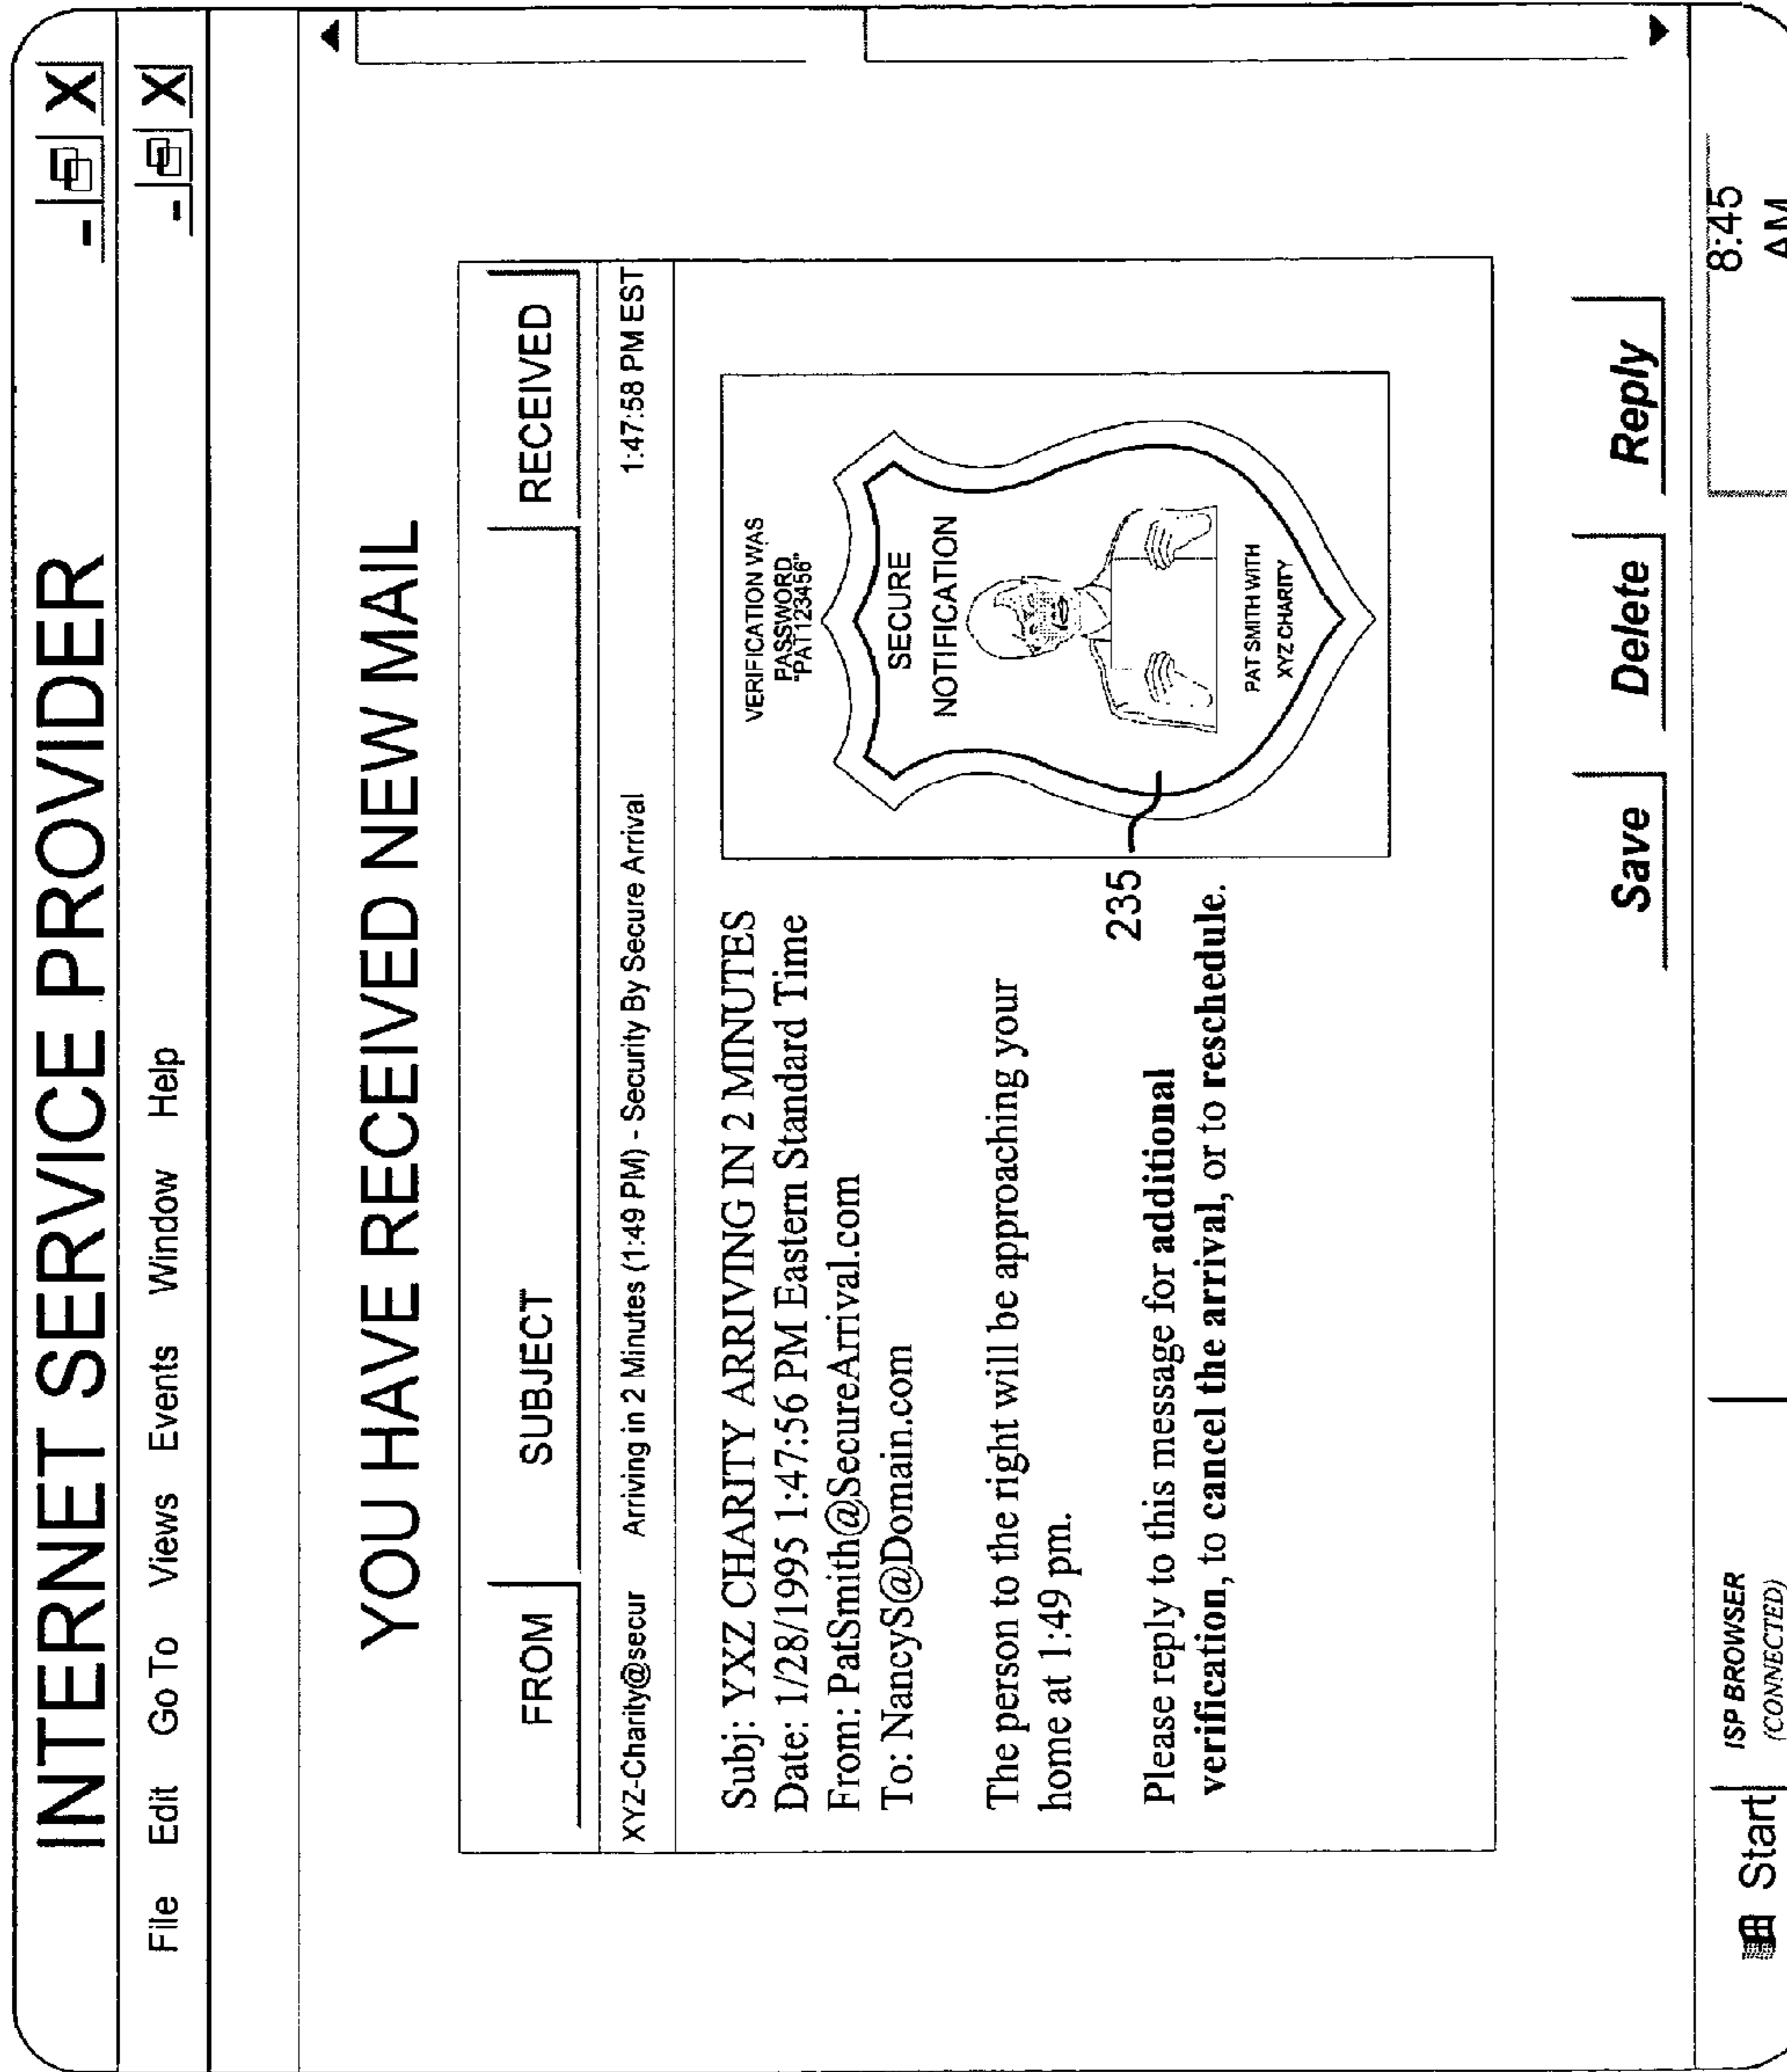 INTERNET SERVICE PROVIDER
File Edit Go To Views Events Window Help
YOU HAVE RECEIVED NEW MAIL
FROM SUBJECT RECEIVED
XYZ-Charity@secur Arriving in 2 Minutes (1:49 PM) - Security By Secure Arrival 1:47:58 PM EST
Subj: YXZ CHARITY ARRIVING IN 2 MINUTES
Date: 1/28/1995 1:47:56 PM Eastern Standard Time
From: PatSmith@SecureArrival.com
To: NancyS@Domain.com
The person to the right will be approaching your
home at 1:49 pm.
Please reply to this message for additional
verification, to cancel the arrival, or to reschedule.
VERIFICATION WAS
PASSWORD
"PAT123456"
SECURE
NOTIFICATION
PAT SMITH WITH
XYZ CHARITY
235
Save Delete Reply
Start ISP BROWSER
(CONNECTED)
8:45
AM